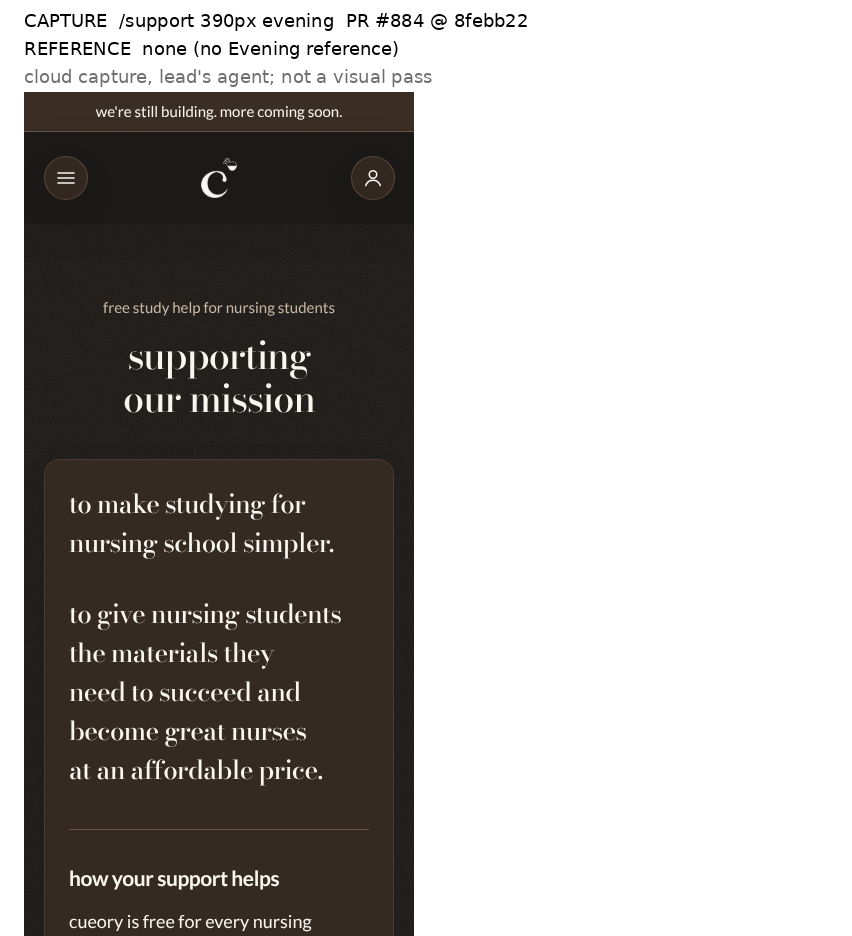 CAPTURE  /support 390px evening  PR #884 @ 8febb22
REFERENCE  none (no Evening reference)
cloud capture, lead's agent; not a visual pass
we're still building. more coming soon.
c
free study help for nursing students
supporting
our mission
to make studying for
nursing school simpler.
to give nursing students
the materials they
need to succeed and
become great nurses
at an affordable price.
how your support helps
cueory is free for every nursing